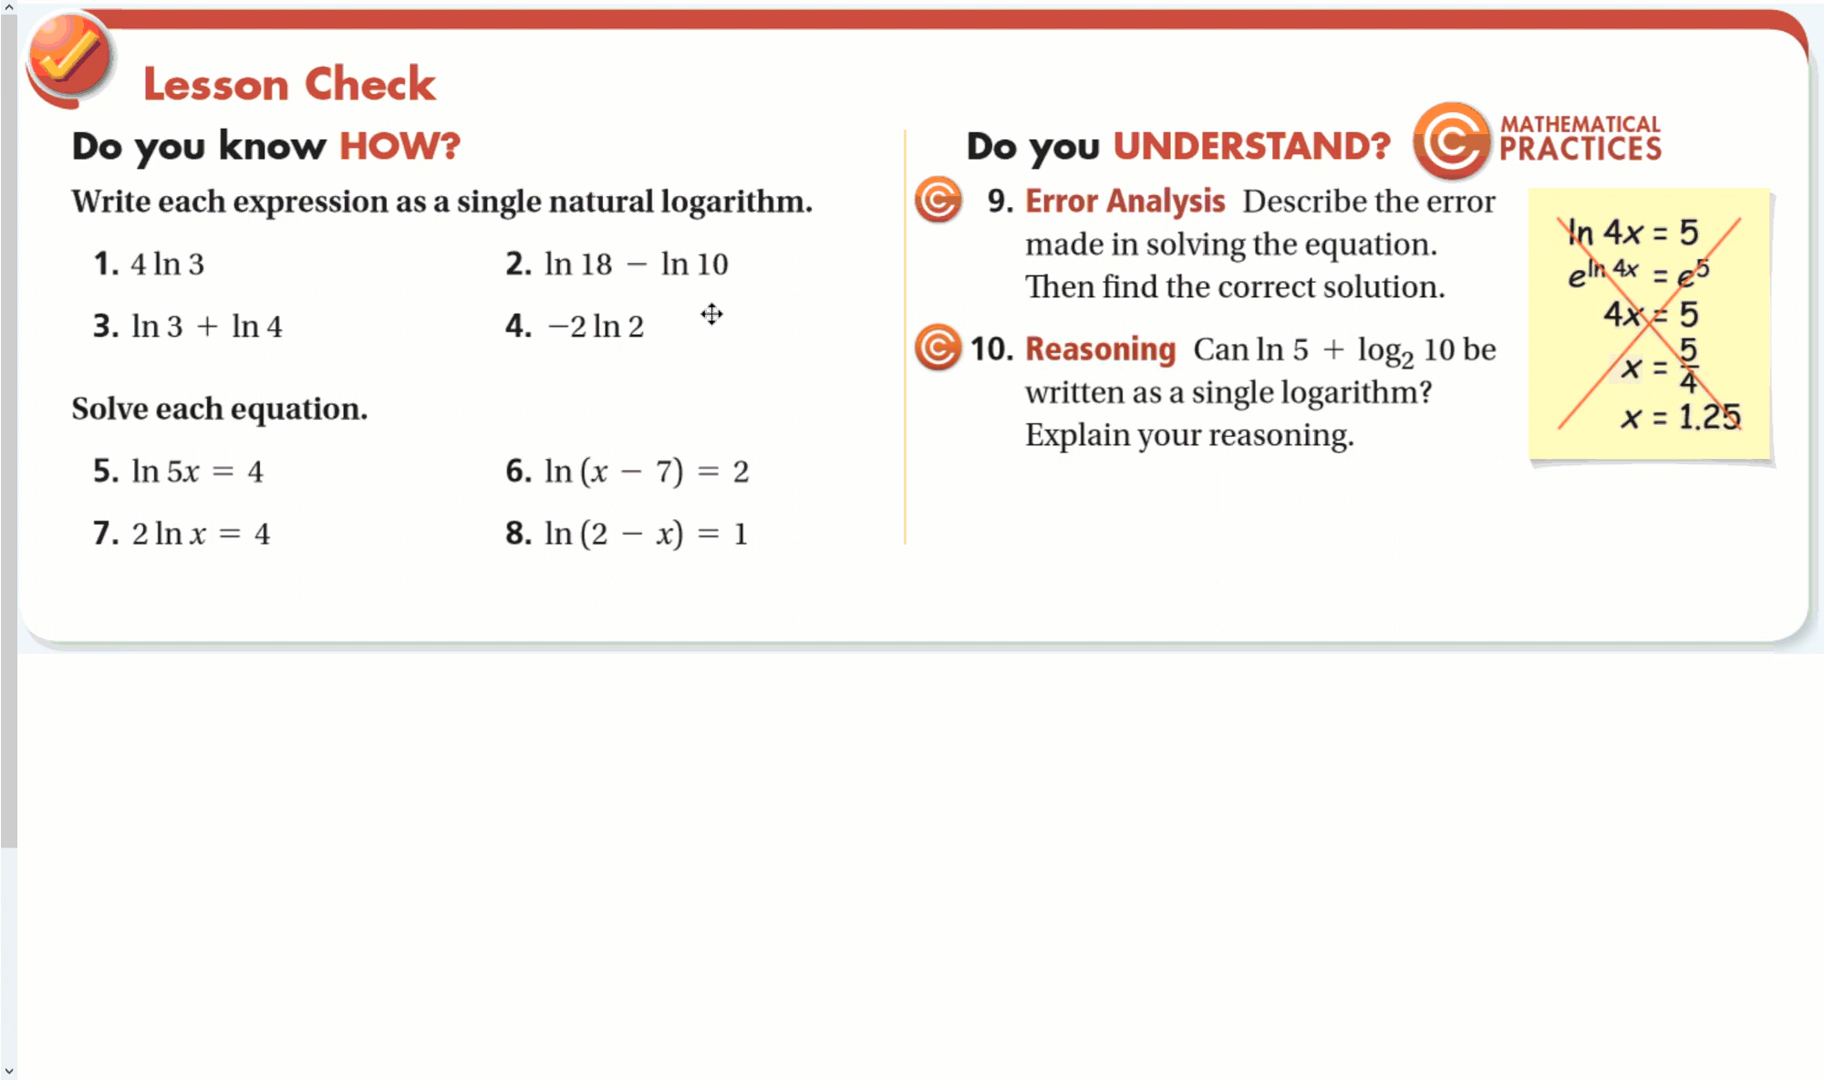 Lesson Check
Do you know HOW?
Write each expression as a single natural logarithm.
1. 4 ln 3
2. ln 18 − ln 10
3. ln 3 + ln 4
4. −2 ln 2
Solve each equation.
5. ln 5x = 4
6. ln (x − 7) = 2
7. 2 ln x = 4
8. ln (2 − x) = 1
Do you UNDERSTAND?
MATHEMATICAL
PRACTICES
9. Error Analysis Describe the error
made in solving the equation.
Then find the correct solution.
10. Reasoning Can ln 5 + log₂ 10 be
written as a single logarithm?
Explain your reasoning.
ln 4x = 5
e^{ln 4x} = e^5
4x = 5
x = 5/4
x = 1.25